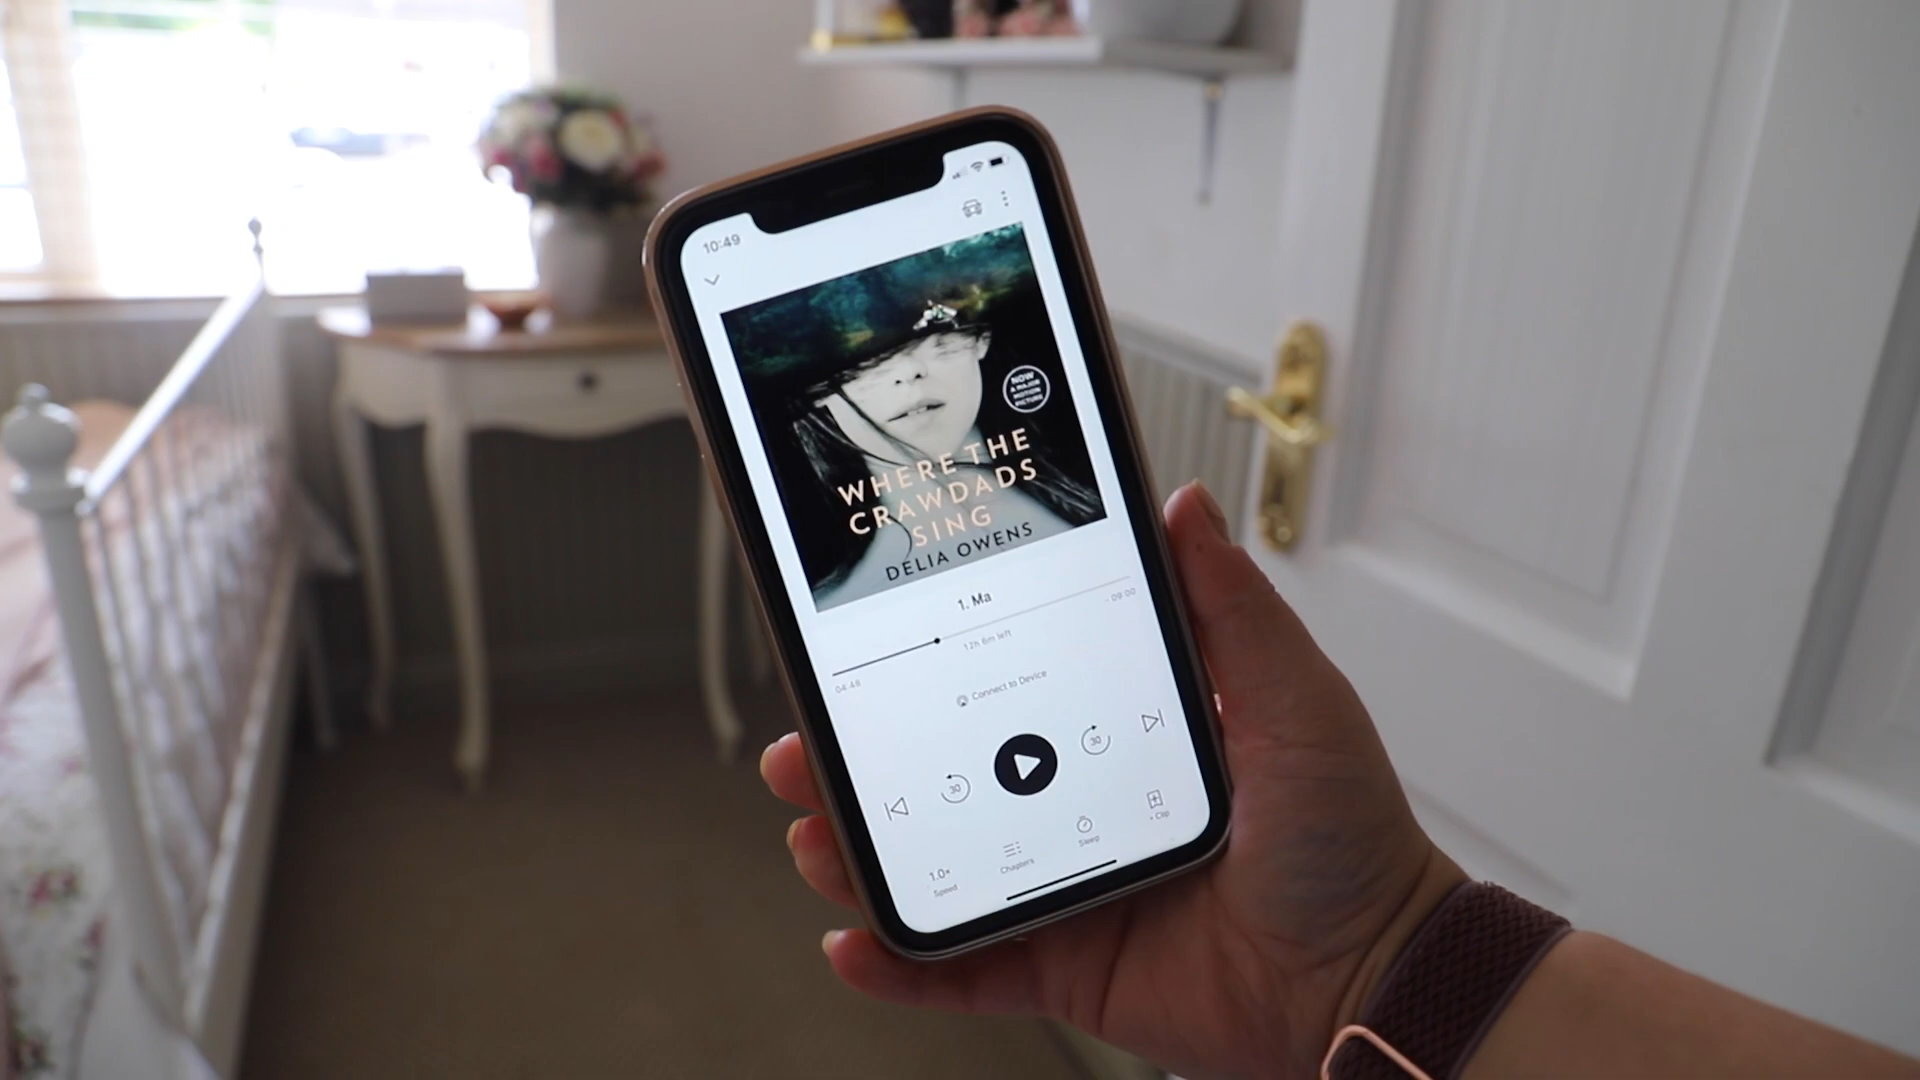 10:49
NOW
A MAJOR
MOTION
PICTURE
WHERE THE
CRAWDADS
SING
DELIA OWENS
1. Ma
04:48
12h 6m left
- 09:00
Connect to Device
30
30
1.0x
Speed
Chapters
Sleep
+ Clip